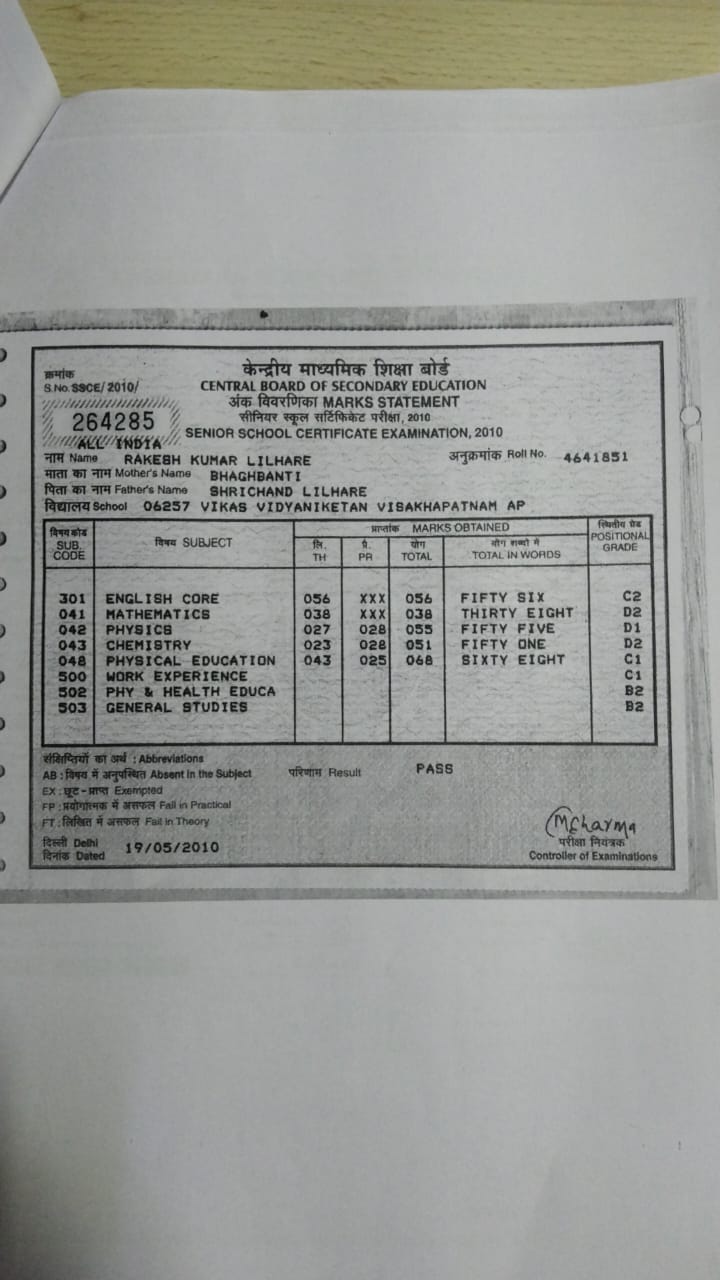 क्रमांक
S.No. SSCE/ 2010/
264285
ALL INDIA
केन्द्रीय माध्यमिक शिक्षा बोर्ड
CENTRAL BOARD OF SECONDARY EDUCATION
अंक विवरणिका MARKS STATEMENT
सीनियर स्कूल सर्टिफिकेट परीक्षा, 2010
SENIOR SCHOOL CERTIFICATE EXAMINATION, 2010
नाम Name RAKESH KUMAR LILHARE अनुक्रमांक Roll No. 4641851
माता का नाम Mother's Name BHAGHBANTI
पिता का नाम Father's Name SHRICHAND LILHARE
विद्यालय School 06257 VIKAS VIDYANIKETAN VISAKHAPATNAM AP
विषय कोड SUB. CODE विषय SUBJECT प्राप्तांक MARKS OBTAINED स्थितीय ग्रेड POSITIONAL GRADE
लि. TH प्रै. PR योग TOTAL योग शब्दों में TOTAL IN WORDS
301 ENGLISH CORE 056 XXX 056 FIFTY SIX C2
041 MATHEMATICS 038 XXX 038 THIRTY EIGHT D2
042 PHYSICS 027 028 055 FIFTY FIVE D1
043 CHEMISTRY 023 028 051 FIFTY ONE D2
048 PHYSICAL EDUCATION 043 025 068 SIXTY EIGHT C1
500 WORK EXPERIENCE C1
502 PHY & HEALTH EDUCA B2
503 GENERAL STUDIES B2
संक्षिप्तियों का अर्थ : Abbreviations
AB : विषय में अनुपस्थित Absent in the Subject परिणाम Result PASS
EX : छूट - प्राप्त Exempted
FP : प्रयोगात्मक में असफल Fail in Practical
FT : लिखित में असफल Fail in Theory
दिल्ली Delhi
दिनांक Dated 19/05/2010
MCharma
परीक्षा नियंत्रक
Controller of Examinations